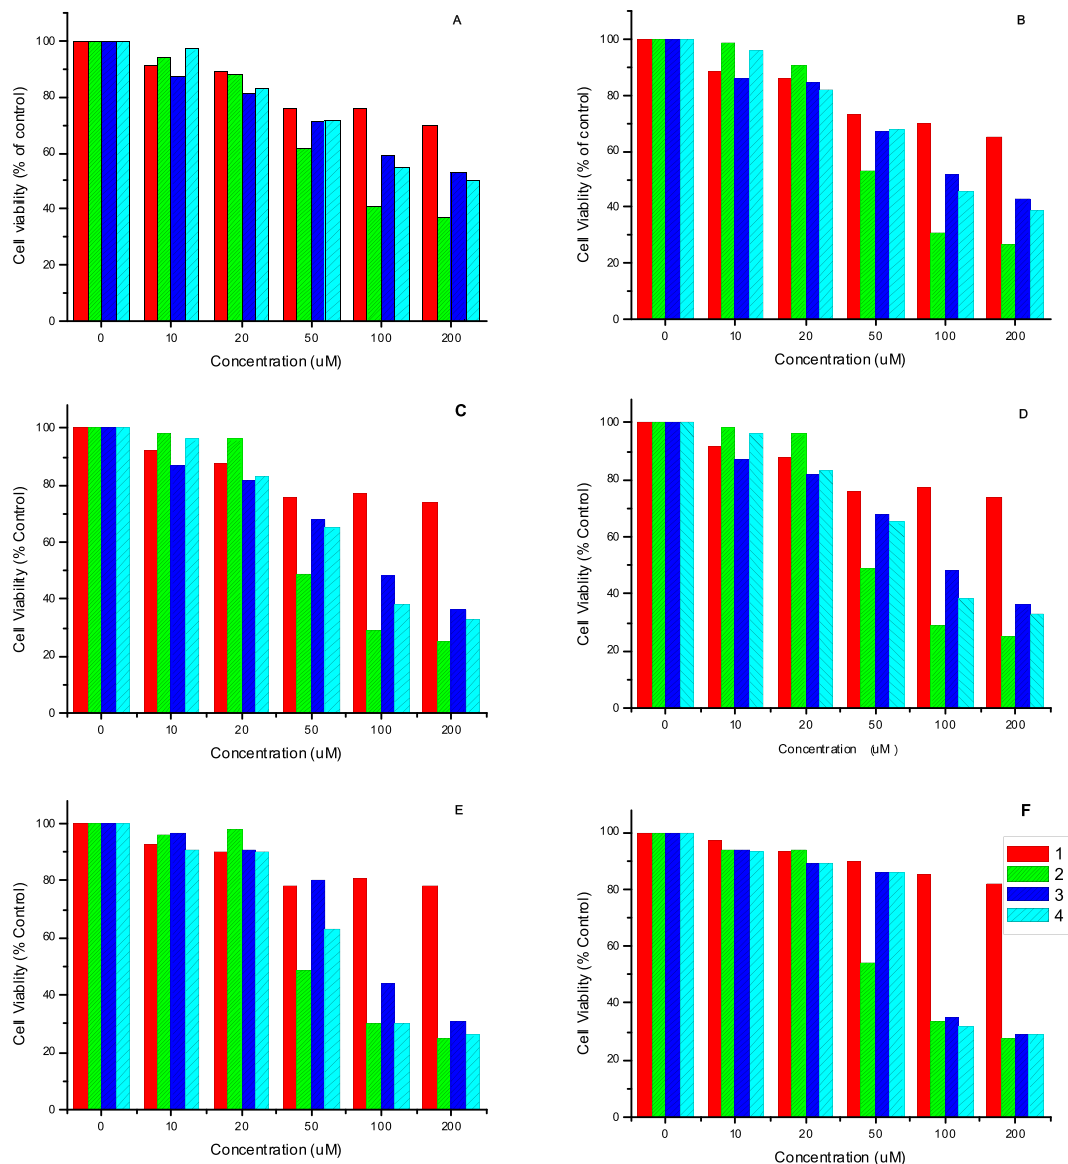 A
Cell viability (% of control)
100
80
60
40
20
0
0 10 20 50 100 200
Concentration (uM)
B
Cell Viablity (% of control)
100
80
60
40
20
0
0 10 20 50 100 200
Concentration (uM)
C
Cell Viability (% Control)
100
80
60
40
20
0
0 10 20 50 100 200
Concentration (uM)
D
Cell Viablity (% Control)
100
80
60
40
20
0
0 10 20 50 100 200
Concentration (uM )
E
Cell Viablity (% Control)
100
80
60
40
20
0
0 10 20 50 100 200
Concentration (uM)
F
Cell Viablity (% Control)
100
80
60
40
20
0
0 10 20 50 100 200
Concentration (uM)
1
2
3
4